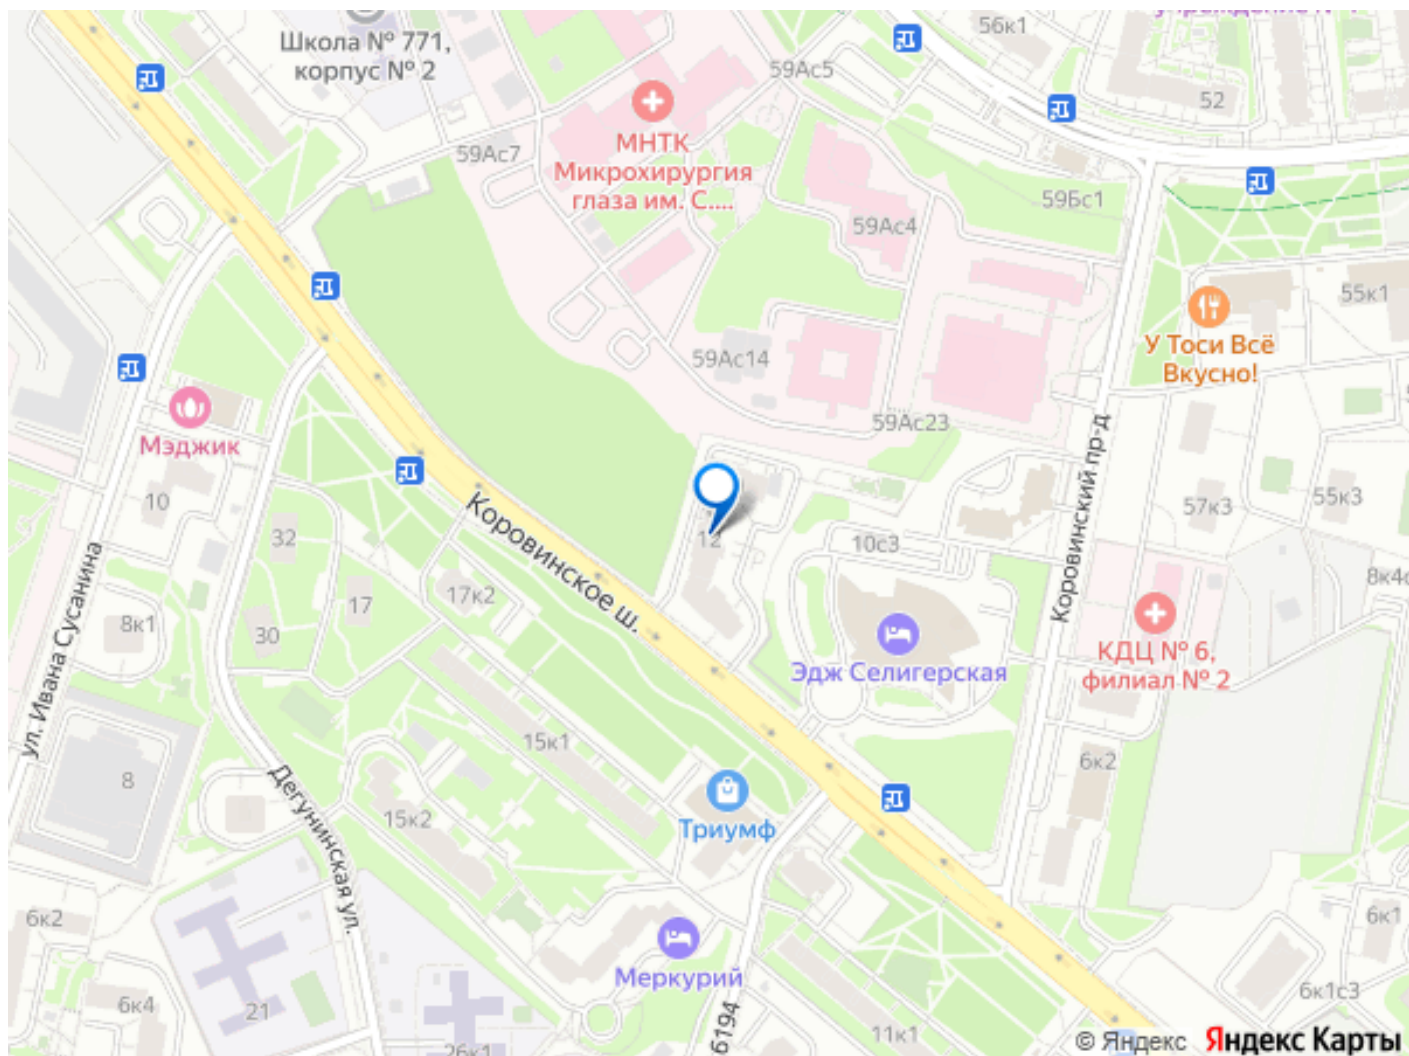 56к1
Школа № 771,
корпус № 2
59Ас5
52
МНТК
Микрохирургия
глаза им. С....
59Ас7
59Бс1
59Ас4
55к1
У Тоси Всё
Вкусно!
59Ас14
59Ас23
Мэджик
10
Коровинский пр-д
57к3
55к3
Коровинское ш.
12
10с3
32
17к2
17
8к1
30
8к4с
КДЦ № 6,
филиал № 2
Эдж Селигерская
ул. Ивана Сусанина
15к1
6к2
8
Дегунинская ул.
15к2
Триумф
6к2
6к1
Меркурий
6к4
21
6194
11к1
6к1с3
26к1
© Яндекс Яндекс Карты